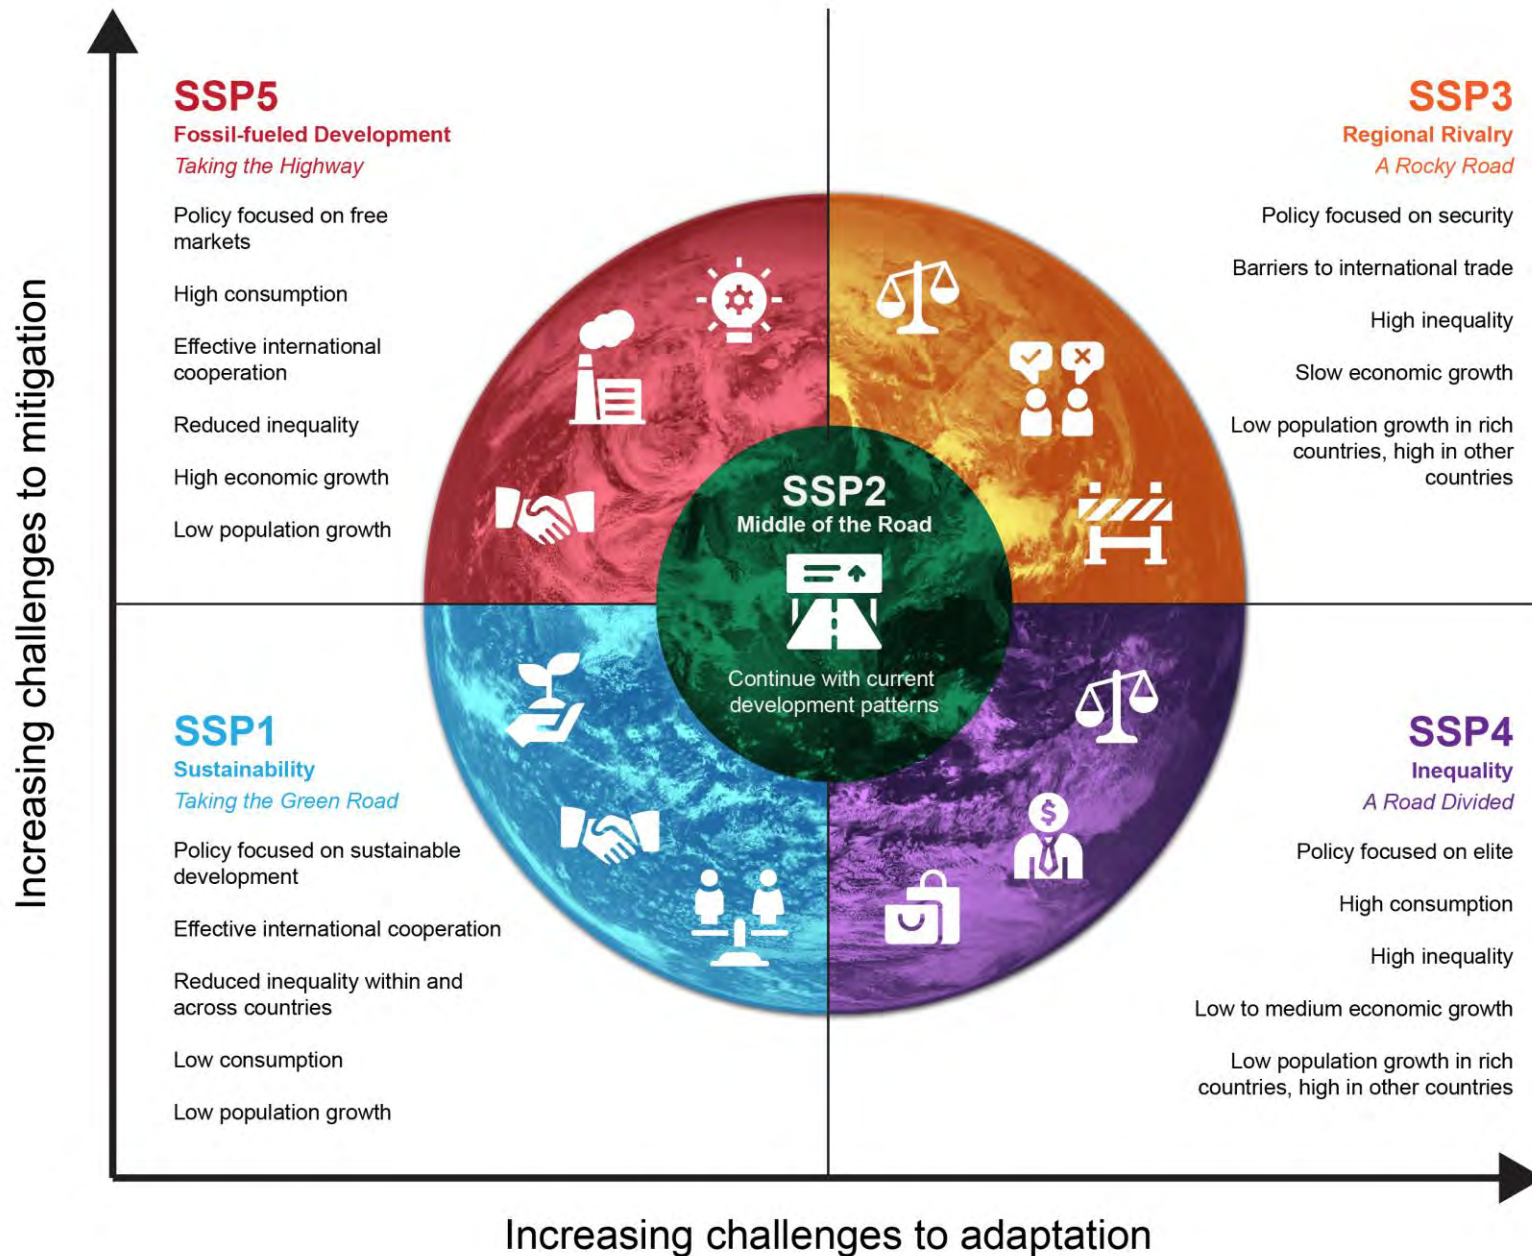 SSP5
Fossil-fueled Development
Taking the Highway
Policy focused on free
markets
High consumption
Effective international
cooperation
Reduced inequality
High economic growth
Low population growth
SSP3
Regional Rivalry
A Rocky Road
Policy focused on security
Barriers to international trade
High inequality
Slow economic growth
Low population growth in rich
countries, high in other
countries
SSP2
Middle of the Road
Continue with current
development patterns
SSP1
Sustainability
Taking the Green Road
Policy focused on sustainable
development
Effective international cooperation
Reduced inequality within and
across countries
Low consumption
Low population growth
$
SSP4
Inequality
A Road Divided
Policy focused on elite
High consumption
High inequality
Low to medium economic growth
Low population growth in rich
countries, high in other countries
Increasing challenges to mitigation
Increasing challenges to adaptation